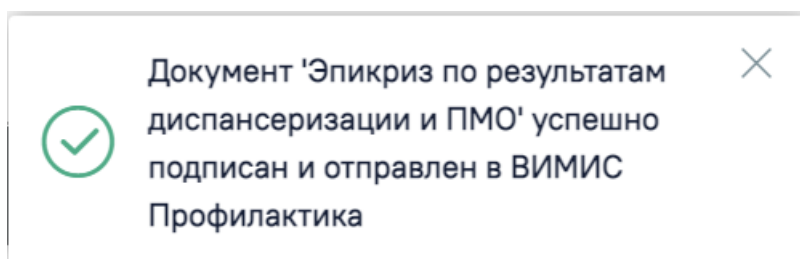 Документ 'Эпикриз по результатам
диспансеризации и ПМО' успешно
подписан и отправлен в ВИМИС
Профилактика